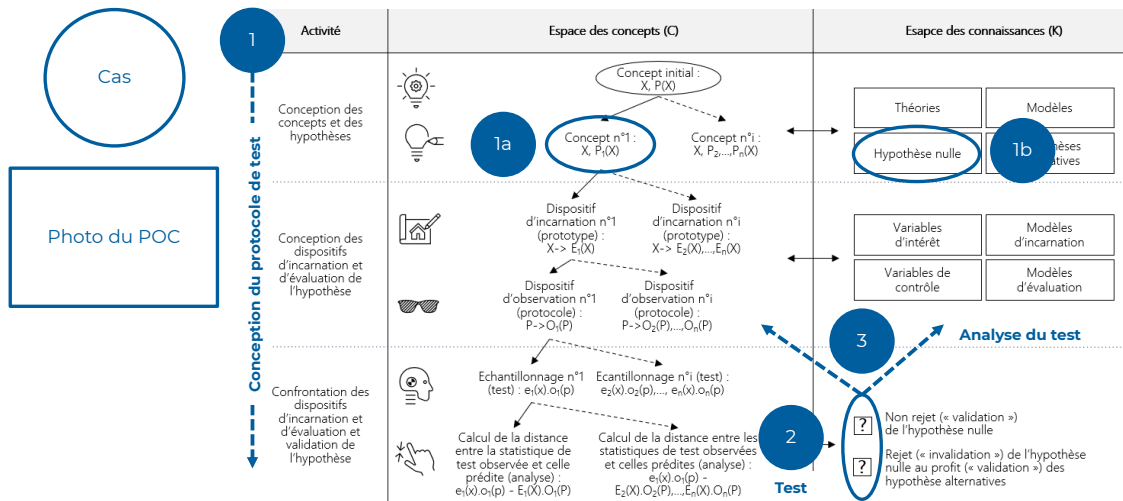 1
Activité
Espace des concepts (C)
Esapce des connaissances (K)
Cas
Photo du POC
Conception du protocole de test
Conception des
concepts et des
hypothèses
Concept initial :
X, P(X)
1a
Concept n°1 :
X, P₁(X)
Concept n°i :
X, P₂,...,Pₙ(X)
Théories
Modèles
Hypothèse nulle
1b
Conception des
dispositifs
d'incarnation et
d'évaluation de
l'hypothèse
Dispositif
d'incarnation n°1
(prototype) :
X-> E₁(X)
Dispositif
d'incarnation n°i
(prototype) :
X-> E₂(X),...,Eₙ(X)
Dispositif
d'observation n°1
(protocole) :
P->O₁(P)
Dispositif
d'observation n°i
(protocole) :
P->O₂(P),...,Oₙ(P)
Variables
d'intérêt
Modèles
d'incarnation
Variables de
contrôle
Modèles
d'évaluation
3
Analyse du test
Confrontation des
dispositifs
d'incarnation et
d'évaluation et
validation de
l'hypothèse
Echantillonnage n°1
(test) : e₁(x).o₁(p)
Ecantillonnage n°i (test) :
e₂(x).o₂(p),..., eₙ(x).oₙ(p)
Calcul de la distance
entre la statistique de
test observée et celle
prédite (analyse) :
e₁(x).o₁(p) - E₁(X).O₁(P)
Calcul de la distance entre les
statistiques de test observées
et celles prédites (analyse) :
e₁(x).o₁(p) -
E₂(X).O₂(P),...,Eₙ(X).Oₙ(P)
2
Test
? Non rejet (« validation »)
de l'hypothèse nulle
? Rejet (« invalidation ») de l'hypothèse
nulle au profit (« validation ») des
hypothèse alternatives